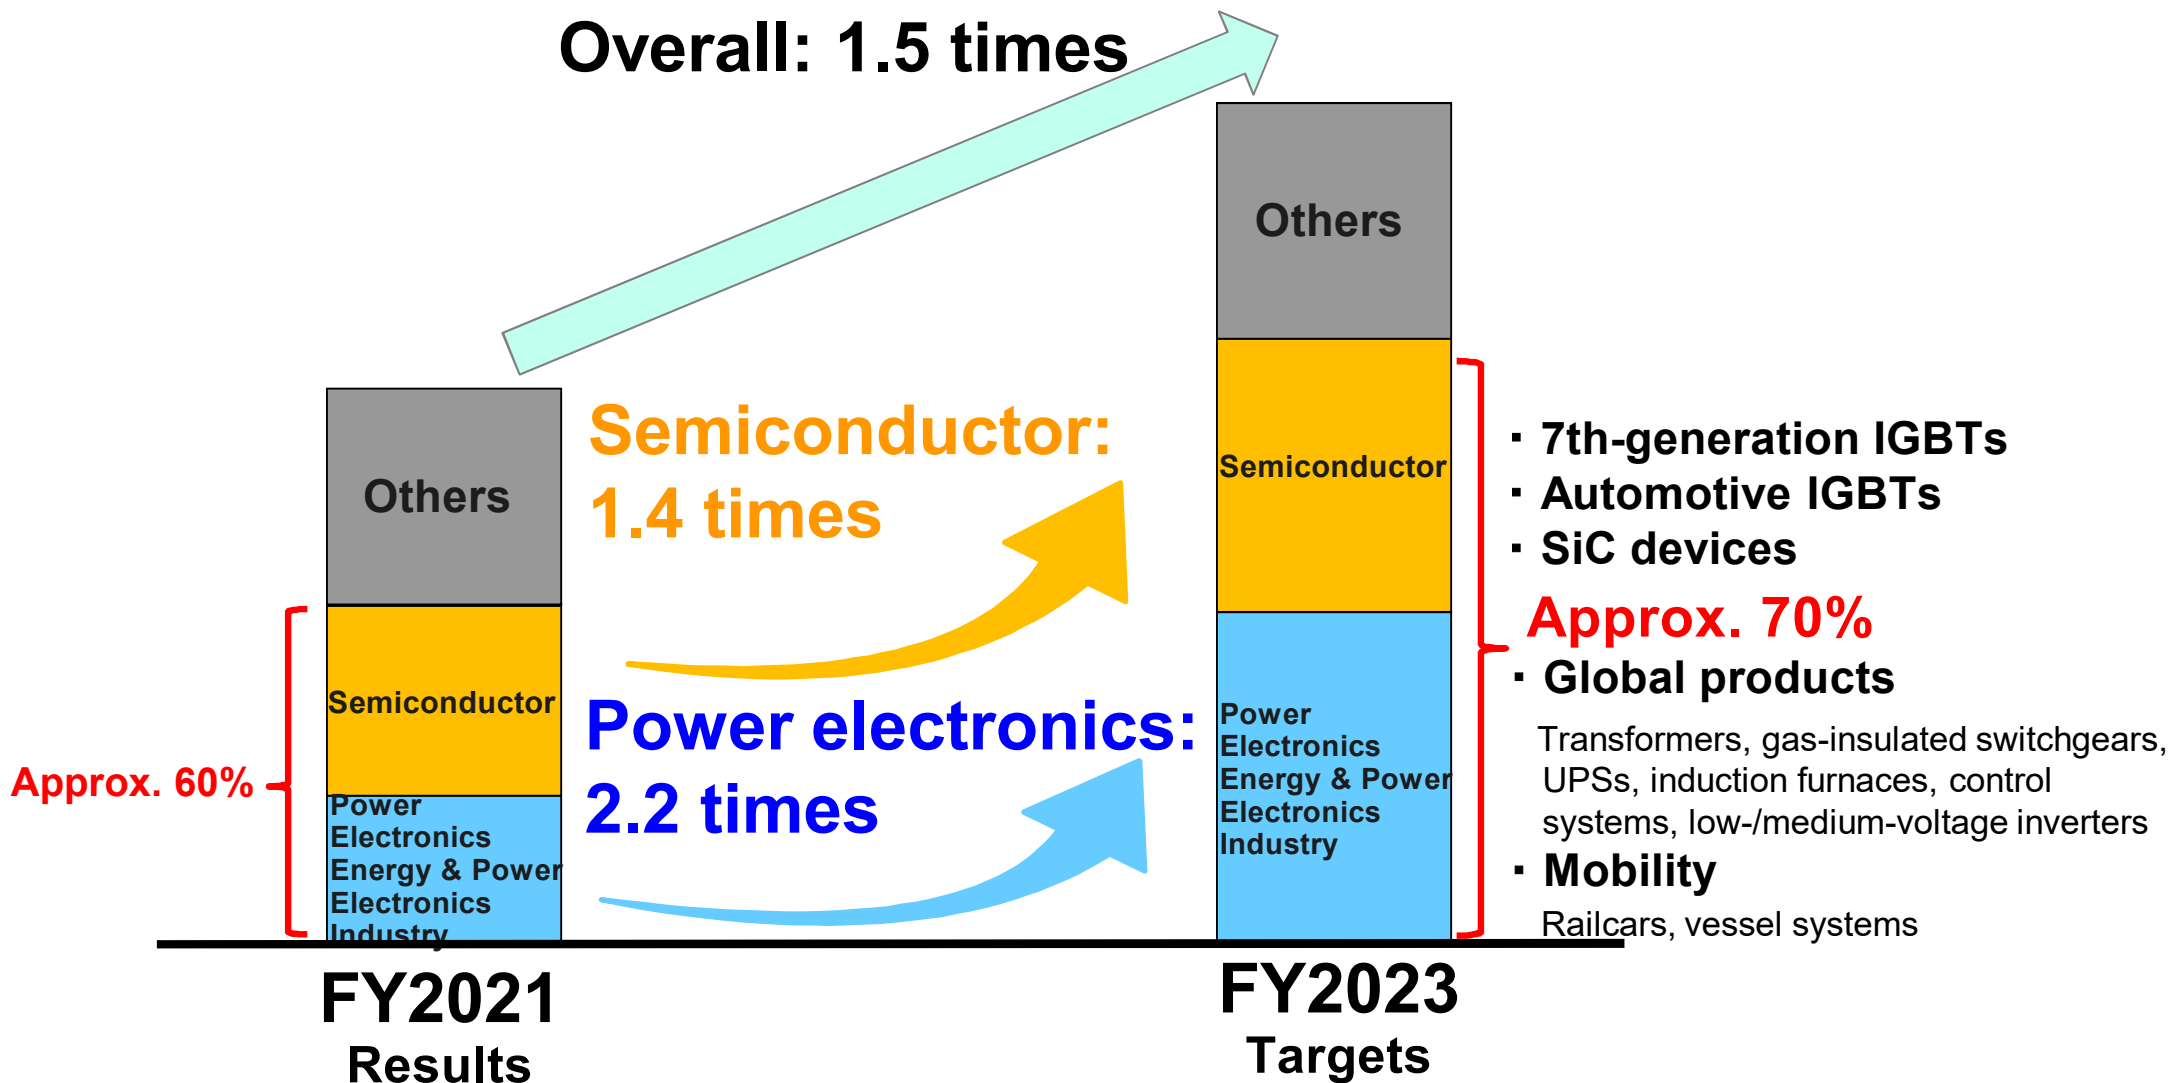 Overall: 1.5 times
Others
Semiconductor
Power
Electronics
Energy & Power
Electronics
Industry
Approx. 60%
FY2021
Results
Semiconductor:
1.4 times
Power electronics:
2.2 times
Others
Semiconductor
Power
Electronics
Energy & Power
Electronics
Industry
FY2023
Targets
・7th-generation IGBTs
・Automotive IGBTs
・SiC devices
Approx. 70%
・Global products
Transformers, gas-insulated switchgears,
UPSs, induction furnaces, control
systems, low-/medium-voltage inverters
・Mobility
Railcars, vessel systems